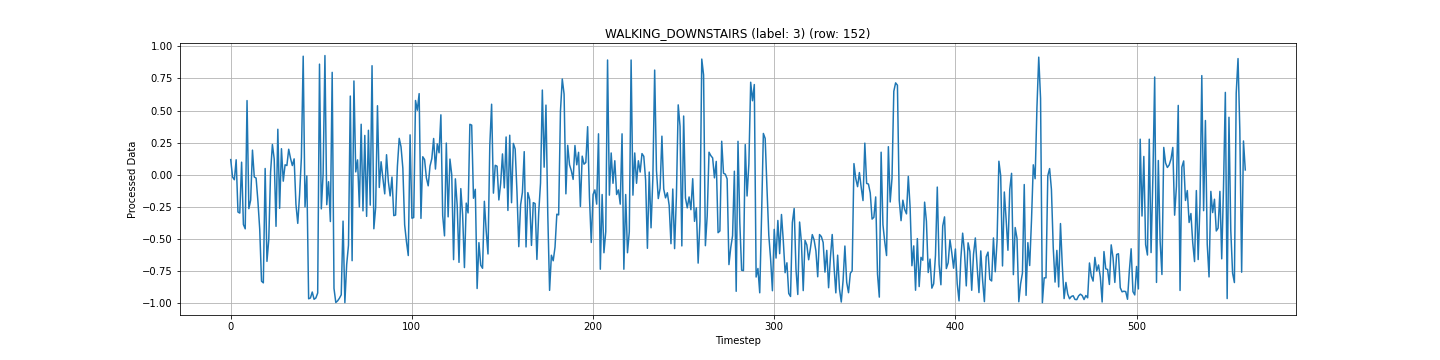 WALKING_DOWNSTAIRS (label: 3) (row: 152)
1.00
0.75
0.50
0.25
0.00
−0.25
−0.50
−0.75
−1.00
Processed Data
0 100 200 300 400 500
Timestep